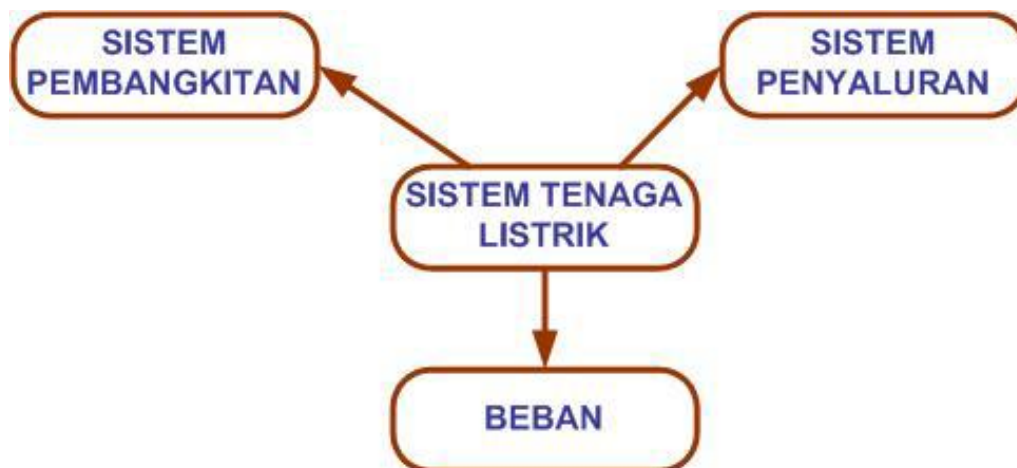 SISTEM
PEMBANGKITAN
SISTEM
PENYALURAN
SISTEM TENAGA
LISTRIK
BEBAN